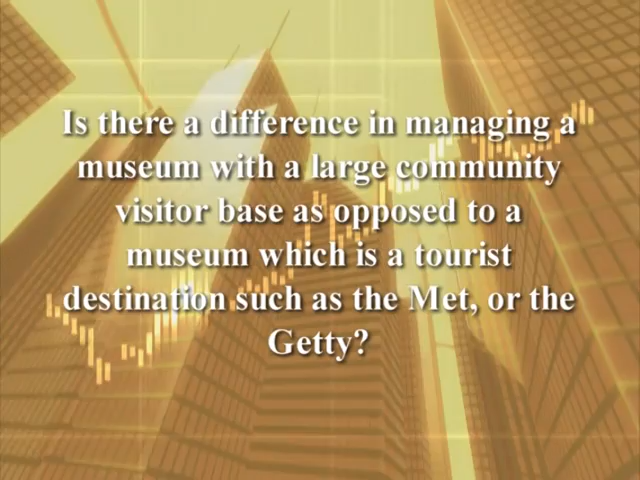 Is there a difference in managing a
museum with a large community
visitor base as opposed to a
museum which is a tourist
destination such as the Met, or the
Getty?